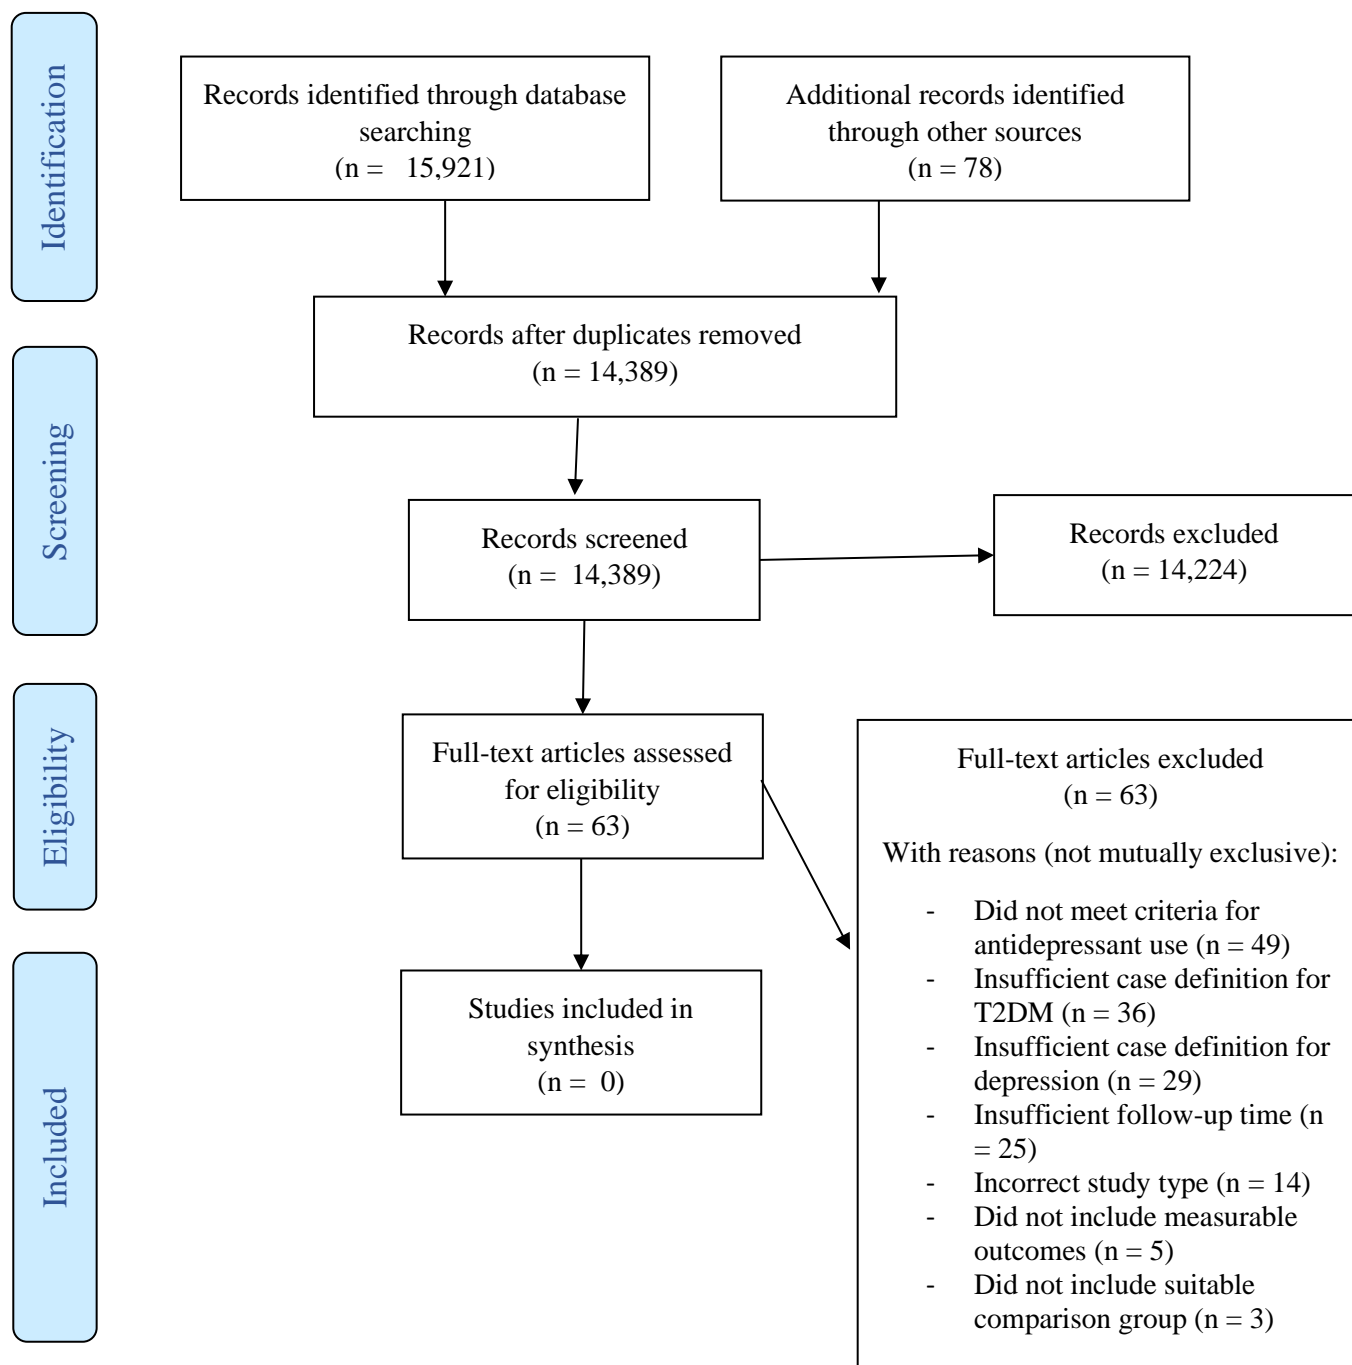 Identification
Records identified through database
searching
(n =   15,921)
Additional records identified
through other sources
(n = 78)
Records after duplicates removed
(n = 14,389)
Screening
Records screened
(n =  14,389)
Records excluded
(n = 14,224)
Eligibility
Full-text articles assessed
for eligibility
(n = 63)
Full-text articles excluded
(n = 63)
With reasons (not mutually exclusive):
- Did not meet criteria for
antidepressant use (n = 49)
- Insufficient case definition for
T2DM (n = 36)
- Insufficient case definition for
depression (n = 29)
- Insufficient follow-up time (n
= 25)
- Incorrect study type (n = 14)
- Did not include measurable
outcomes (n = 5)
- Did not include suitable
comparison group (n = 3)
Included
Studies included in
synthesis
(n =  0)